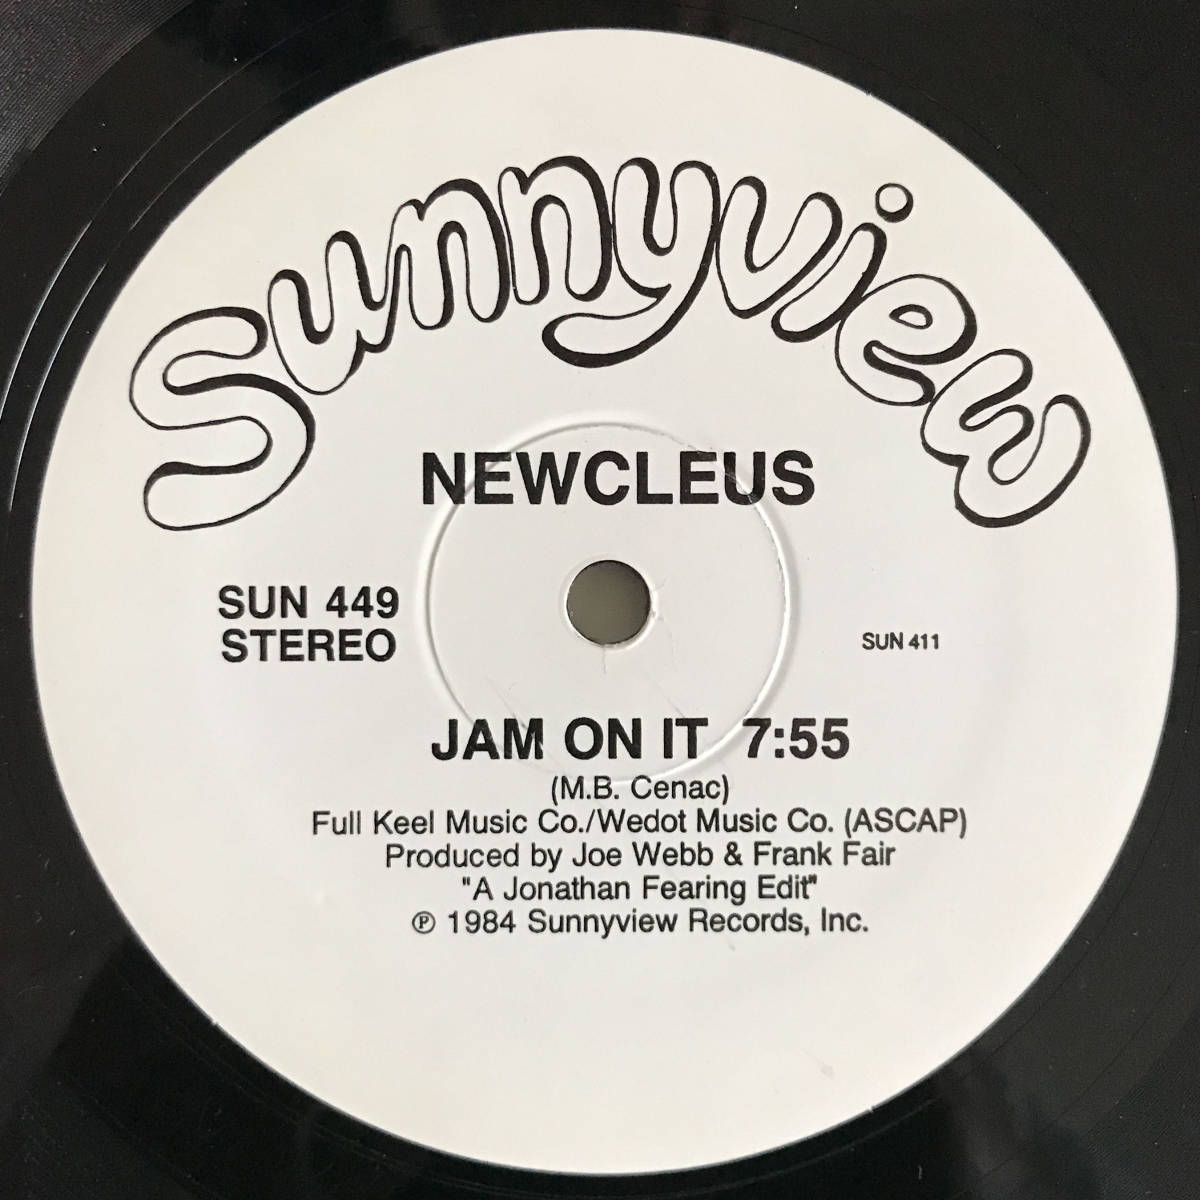 Sunnyview
NEWCLEUS
SUN 449
STEREO
SUN 411
JAM ON IT 7:55
(M.B. Cenac)
Full Keel Music Co./Wedot Music Co. (ASCAP)
Produced by Joe Webb & Frank Fair
"A Jonathan Fearing Edit"
℗ 1984 Sunnyview Records, Inc.